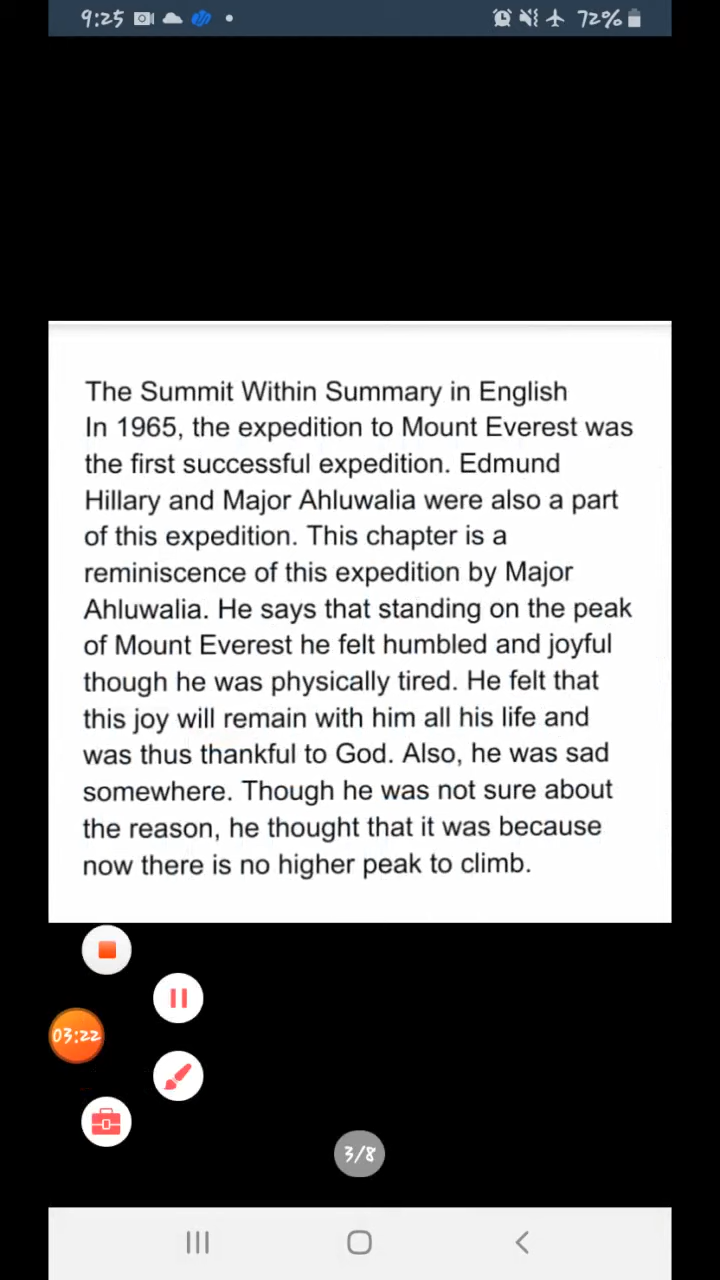 9:25
72%
The Summit Within Summary in English
In 1965, the expedition to Mount Everest was
the first successful expedition. Edmund
Hillary and Major Ahluwalia were also a part
of this expedition. This chapter is a
reminiscence of this expedition by Major
Ahluwalia. He says that standing on the peak
of Mount Everest he felt humbled and joyful
though he was physically tired. He felt that
this joy will remain with him all his life and
was thus thankful to God. Also, he was sad
somewhere. Though he was not sure about
the reason, he thought that it was because
now there is no higher peak to climb.
03:22
3/8